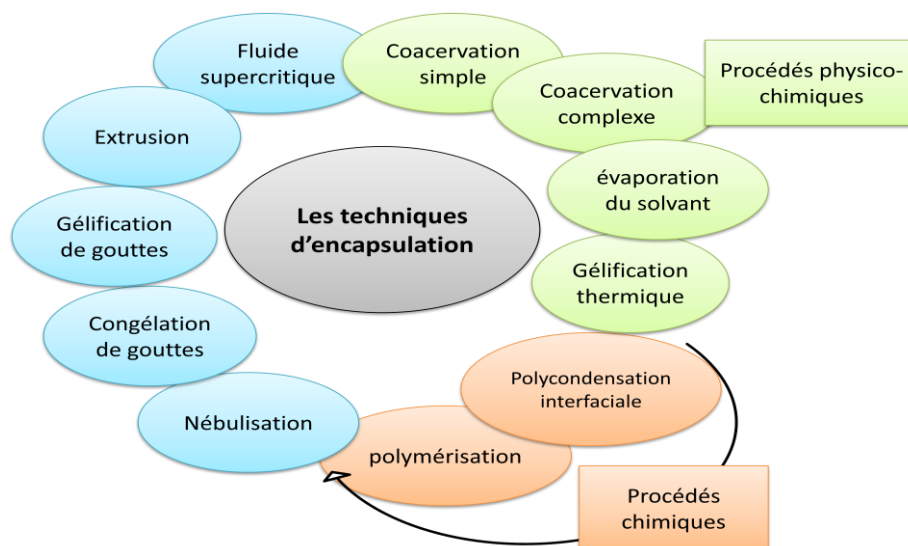 Fluide
supercritique
Coacervation
simple
Coacervation
complexe
Procédés physico-
chimiques
Extrusion
évaporation
du solvant
Les techniques
d'encapsulation
Gélification
de gouttes
Gélification
thermique
Congélation
de gouttes
Polycondensation
interfaciale
Nébulisation
polymérisation
Procédés
chimiques